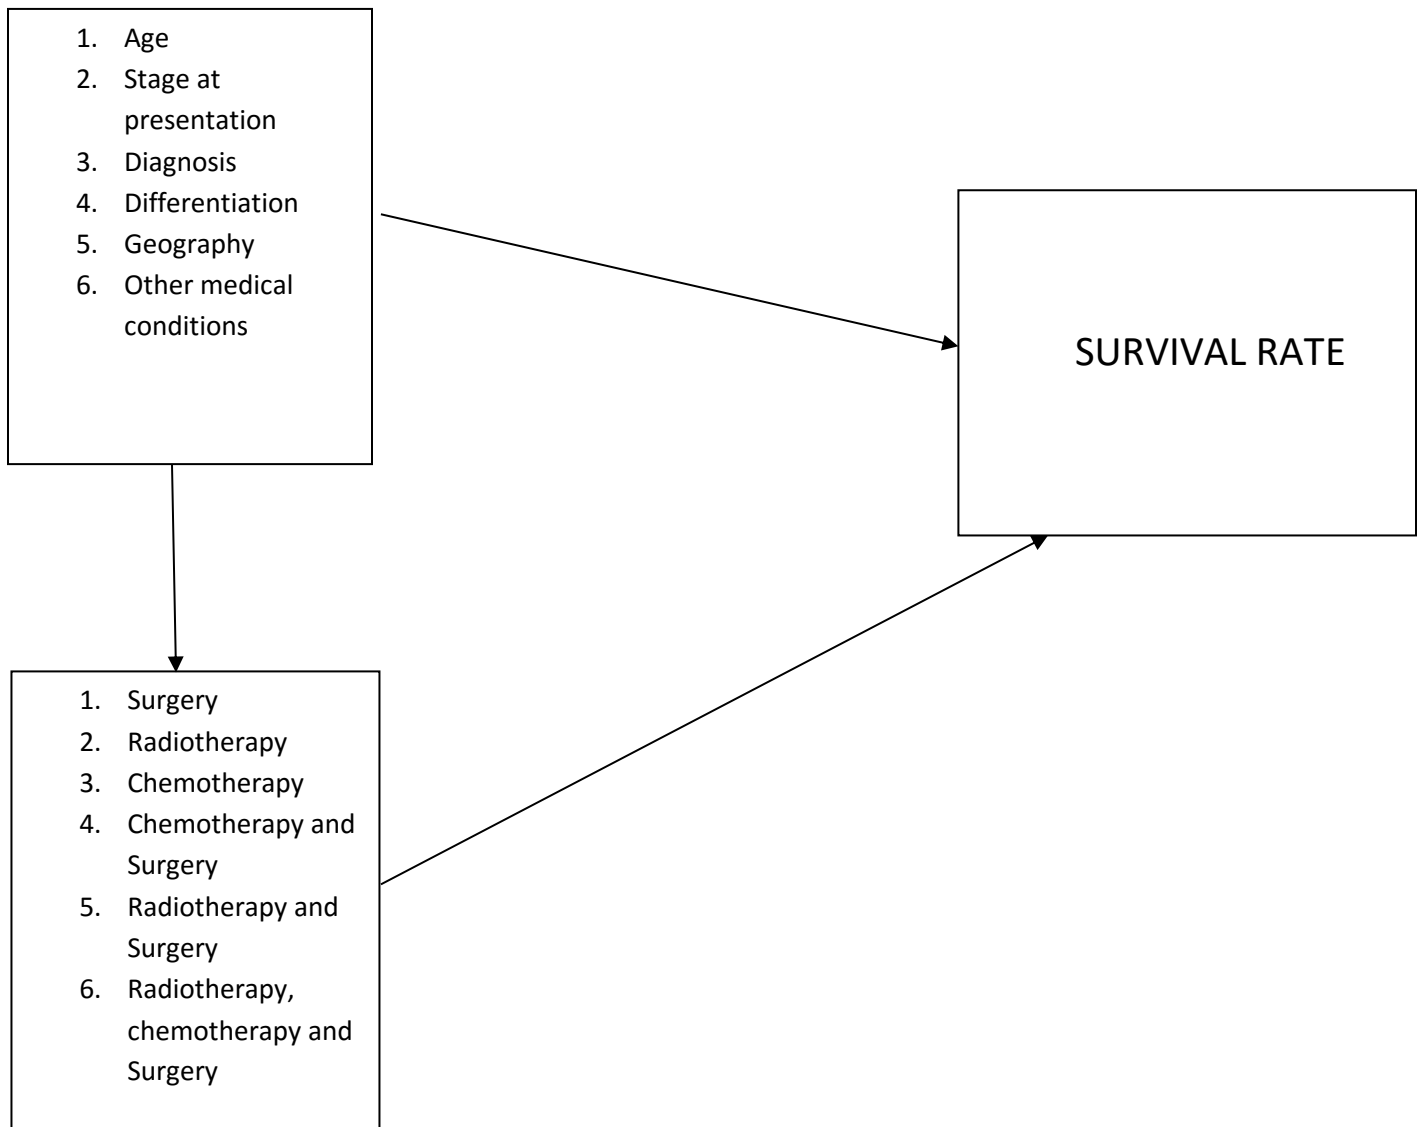 1. Age
2. Stage at
presentation
3. Diagnosis
4. Differentiation
5. Geography
6. Other medical
conditions
SURVIVAL RATE
1. Surgery
2. Radiotherapy
3. Chemotherapy
4. Chemotherapy and
Surgery
5. Radiotherapy and
Surgery
6. Radiotherapy,
chemotherapy and
Surgery